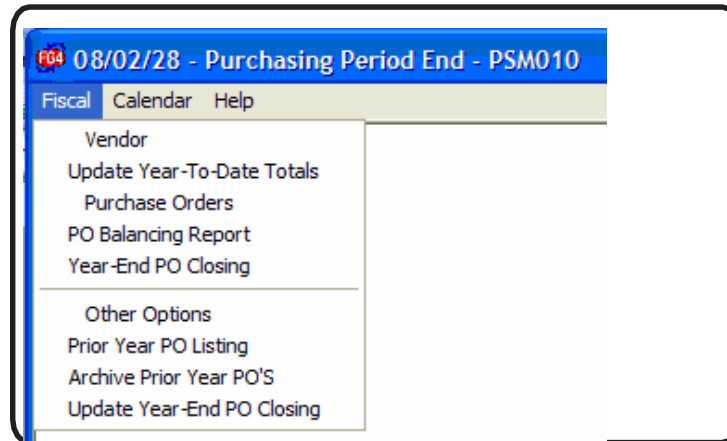 FG4 08/02/28 - Purchasing Period End - PSM010
Fiscal Calendar Help
Vendor
Update Year-To-Date Totals
Purchase Orders
PO Balancing Report
Year-End PO Closing
Other Options
Prior Year PO Listing
Archive Prior Year PO'S
Update Year-End PO Closing